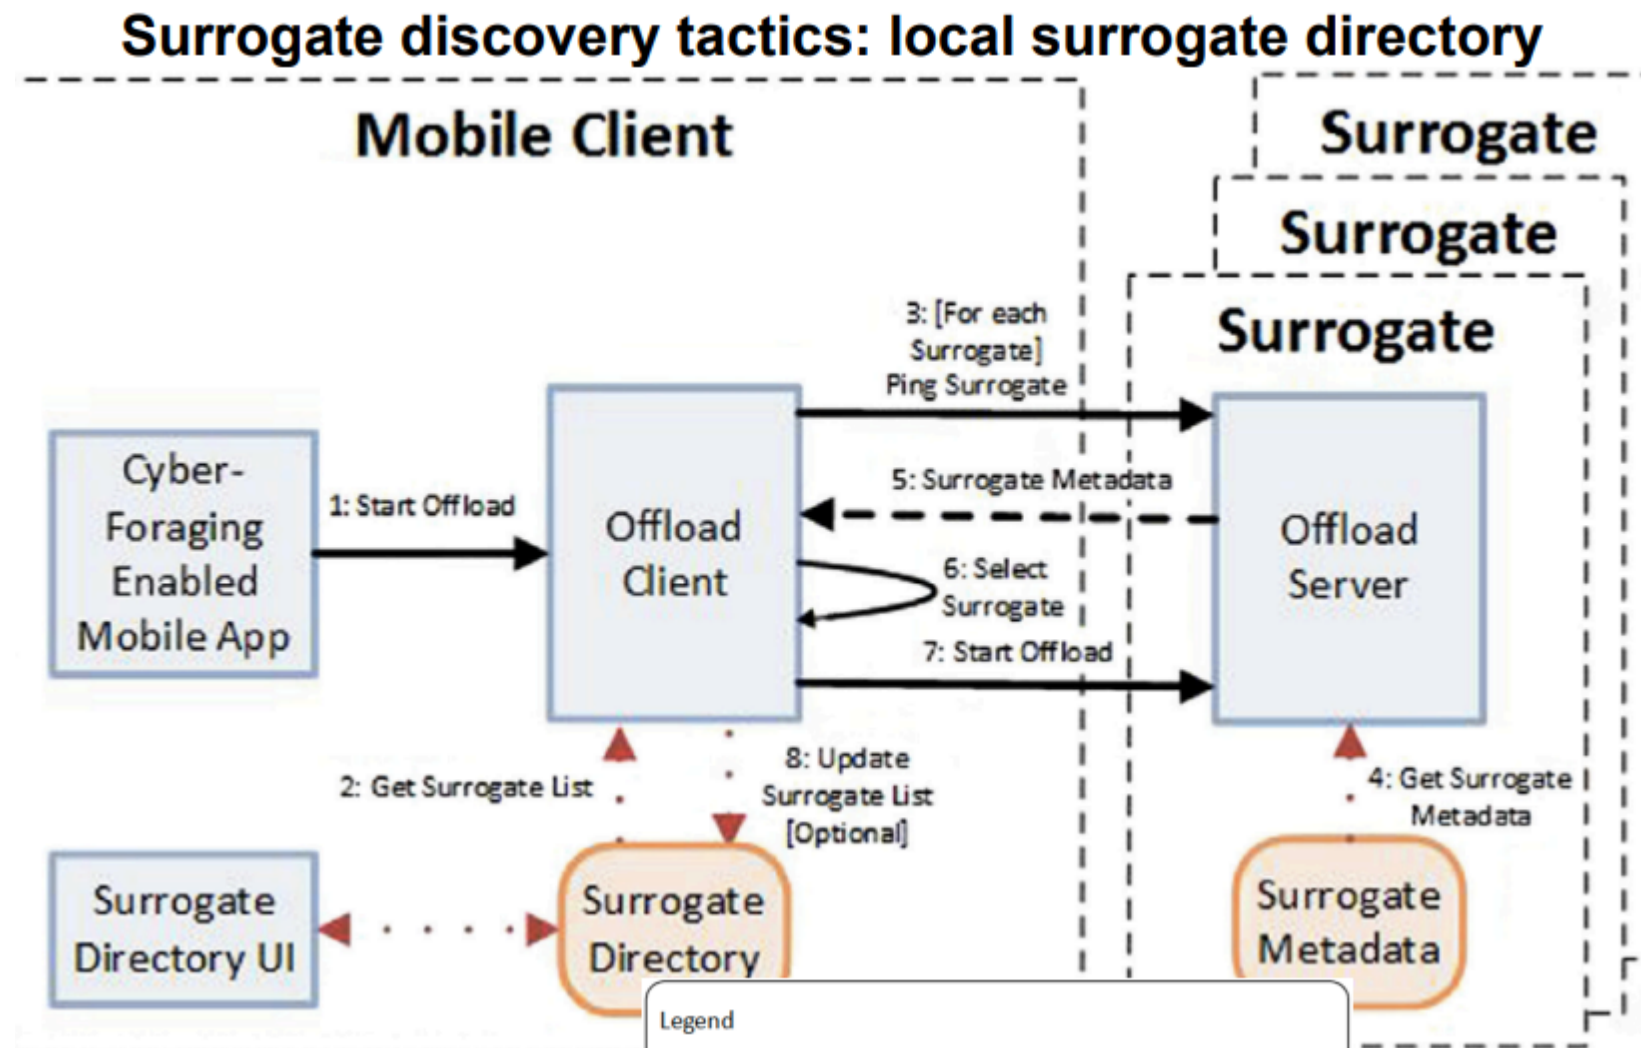 Surrogate discovery tactics: local surrogate directory
Mobile Client
Surrogate
Surrogate
Surrogate
3: [For each
Surrogate]
Ping Surrogate
Cyber-
Foraging
Enabled
Mobile App
1: Start Offload
Offload
Client
5: Surrogate Metadata
Offload
Server
6: Select
Surrogate
7: Start Offload
2: Get Surrogate List
8: Update
Surrogate List
[Optional]
4: Get Surrogate
Metadata
Surrogate
Directory UI
Surrogate
Directory
Surrogate
Metadata
Legend